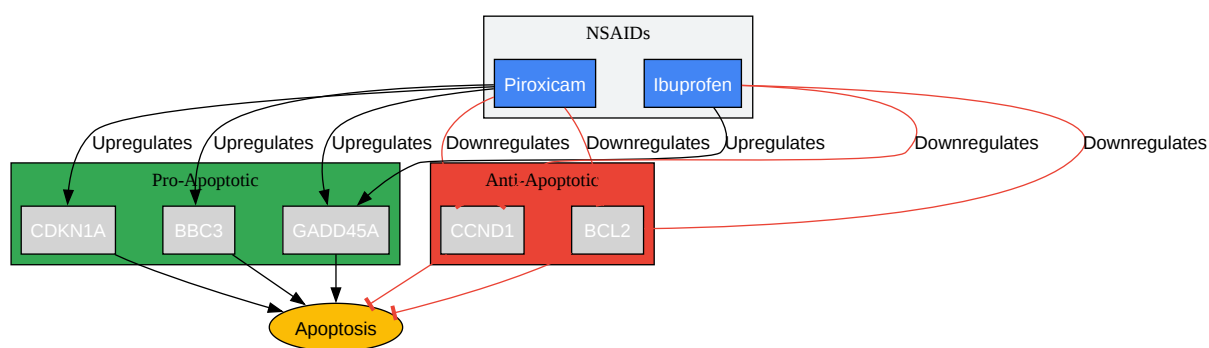 NSAIDs
Piroxicam
Ibuprofen
Upregulates
Upregulates
Upregulates
Downregulates
Downregulates
Upregulates
Downregulates
Downregulates
Pro-Apoptotic
Anti-Apoptotic
CDKN1A
BBC3
GADD45A
CCND1
BCL2
Apoptosis